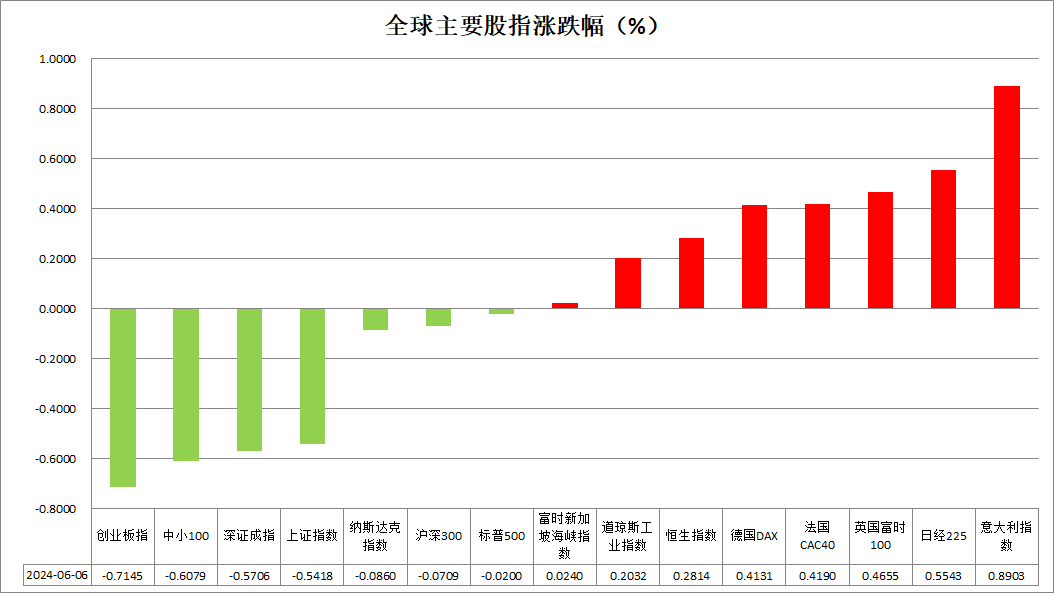 全球主要股指涨跌幅（%）
1.0000
0.8000
0.6000
0.4000
0.2000
0.0000
-0.2000
-0.4000
-0.6000
-0.8000
创业板指
中小100
深证成指
上证指数
纳斯达克
指数
沪深300
标普500
富时新加
坡海峡指
数
道琼斯工
业指数
恒生指数
德国DAX
法国
CAC40
英国富时
100
日经225
意大利指
数
2024-06-06 -0.7145 -0.6079 -0.5706 -0.5418 -0.0860 -0.0709 -0.0200 0.0240 0.2032 0.2814 0.4131 0.4190 0.4655 0.5543 0.8903